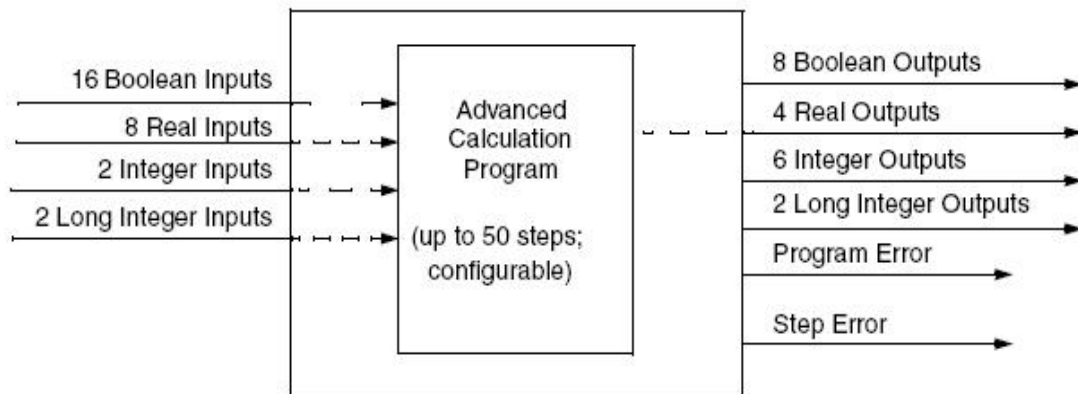 16 Boolean Inputs
8 Real Inputs
2 Integer Inputs
2 Long Integer Inputs
Advanced
Calculation
Program
(up to 50 steps;
configurable)
8 Boolean Outputs
4 Real Outputs
6 Integer Outputs
2 Long Integer Outputs
Program Error
Step Error